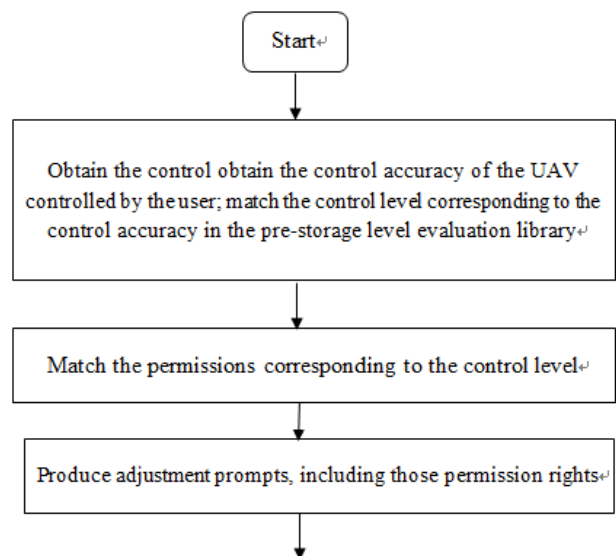 Start
Obtain the control obtain the control accuracy of the UAV
controlled by the user; match the control level corresponding to the
control accuracy in the pre-storage level evaluation library
Match the permissions corresponding to the control level
Produce adjustment prompts, including those permission rights